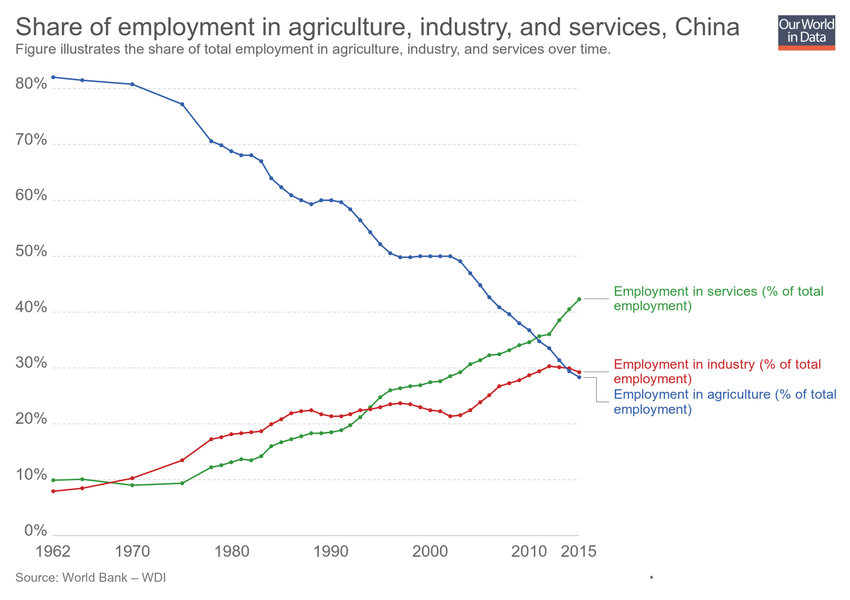 Share of employment in agriculture, industry, and services, China
Figure illustrates the share of total employment in agriculture, industry, and services over time.
Our World
in Data
80%
70%
60%
50%
40%
30%
20%
10%
0%
Employment in services (% of total
employment)
Employment in industry (% of total
employment)
Employment in agriculture (% of total
employment)
1962 1970 1980 1990 2000 2010 2015
Source: World Bank – WDI